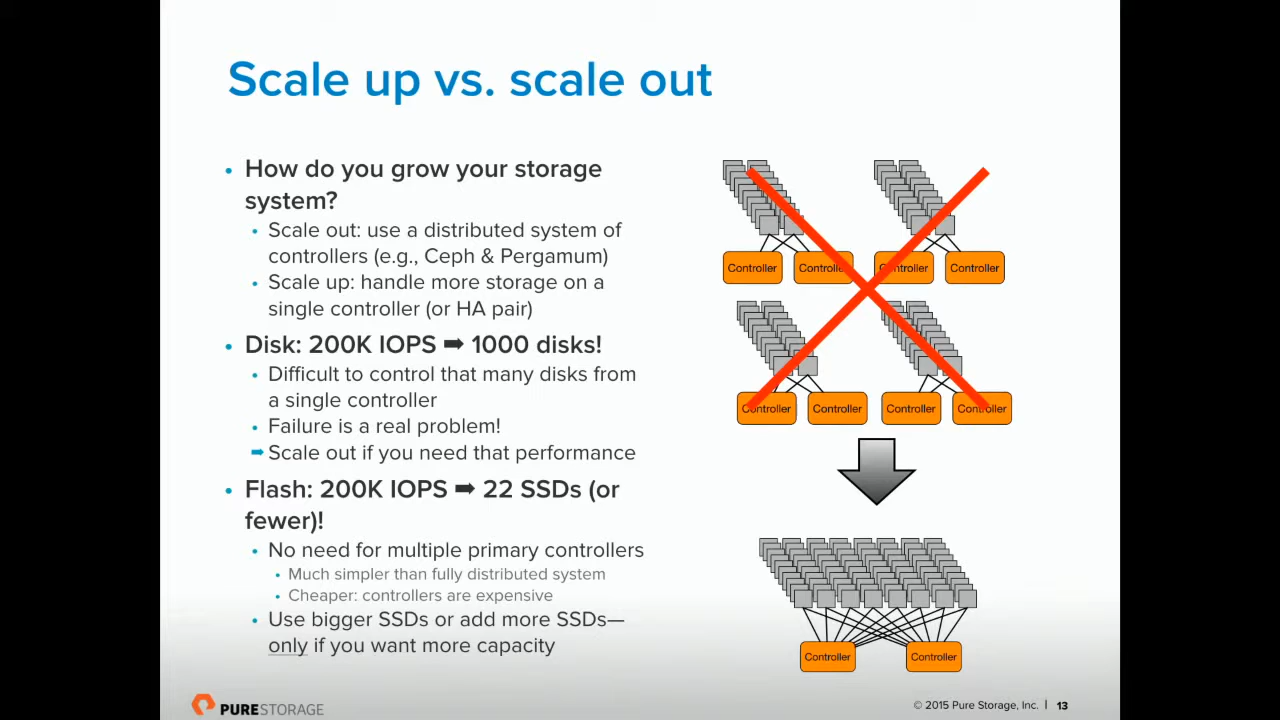 Scale up vs. scale out
• How do you grow your storage
system?
• Scale out: use a distributed system of
controllers (e.g., Ceph & Pergamum)
• Scale up: handle more storage on a
single controller (or HA pair)
• Disk: 200K IOPS ➡ 1000 disks!
• Difficult to control that many disks from
a single controller
• Failure is a real problem!
➡ Scale out if you need that performance
• Flash: 200K IOPS ➡ 22 SSDs (or
fewer)!
• No need for multiple primary controllers
• Much simpler than fully distributed system
• Cheaper: controllers are expensive
• Use bigger SSDs or add more SSDs—
only if you want more capacity
Controller Controller Controller Controller
Controller Controller Controller Controller
Controller Controller
PURESTORAGE
© 2015 Pure Storage, Inc. | 13